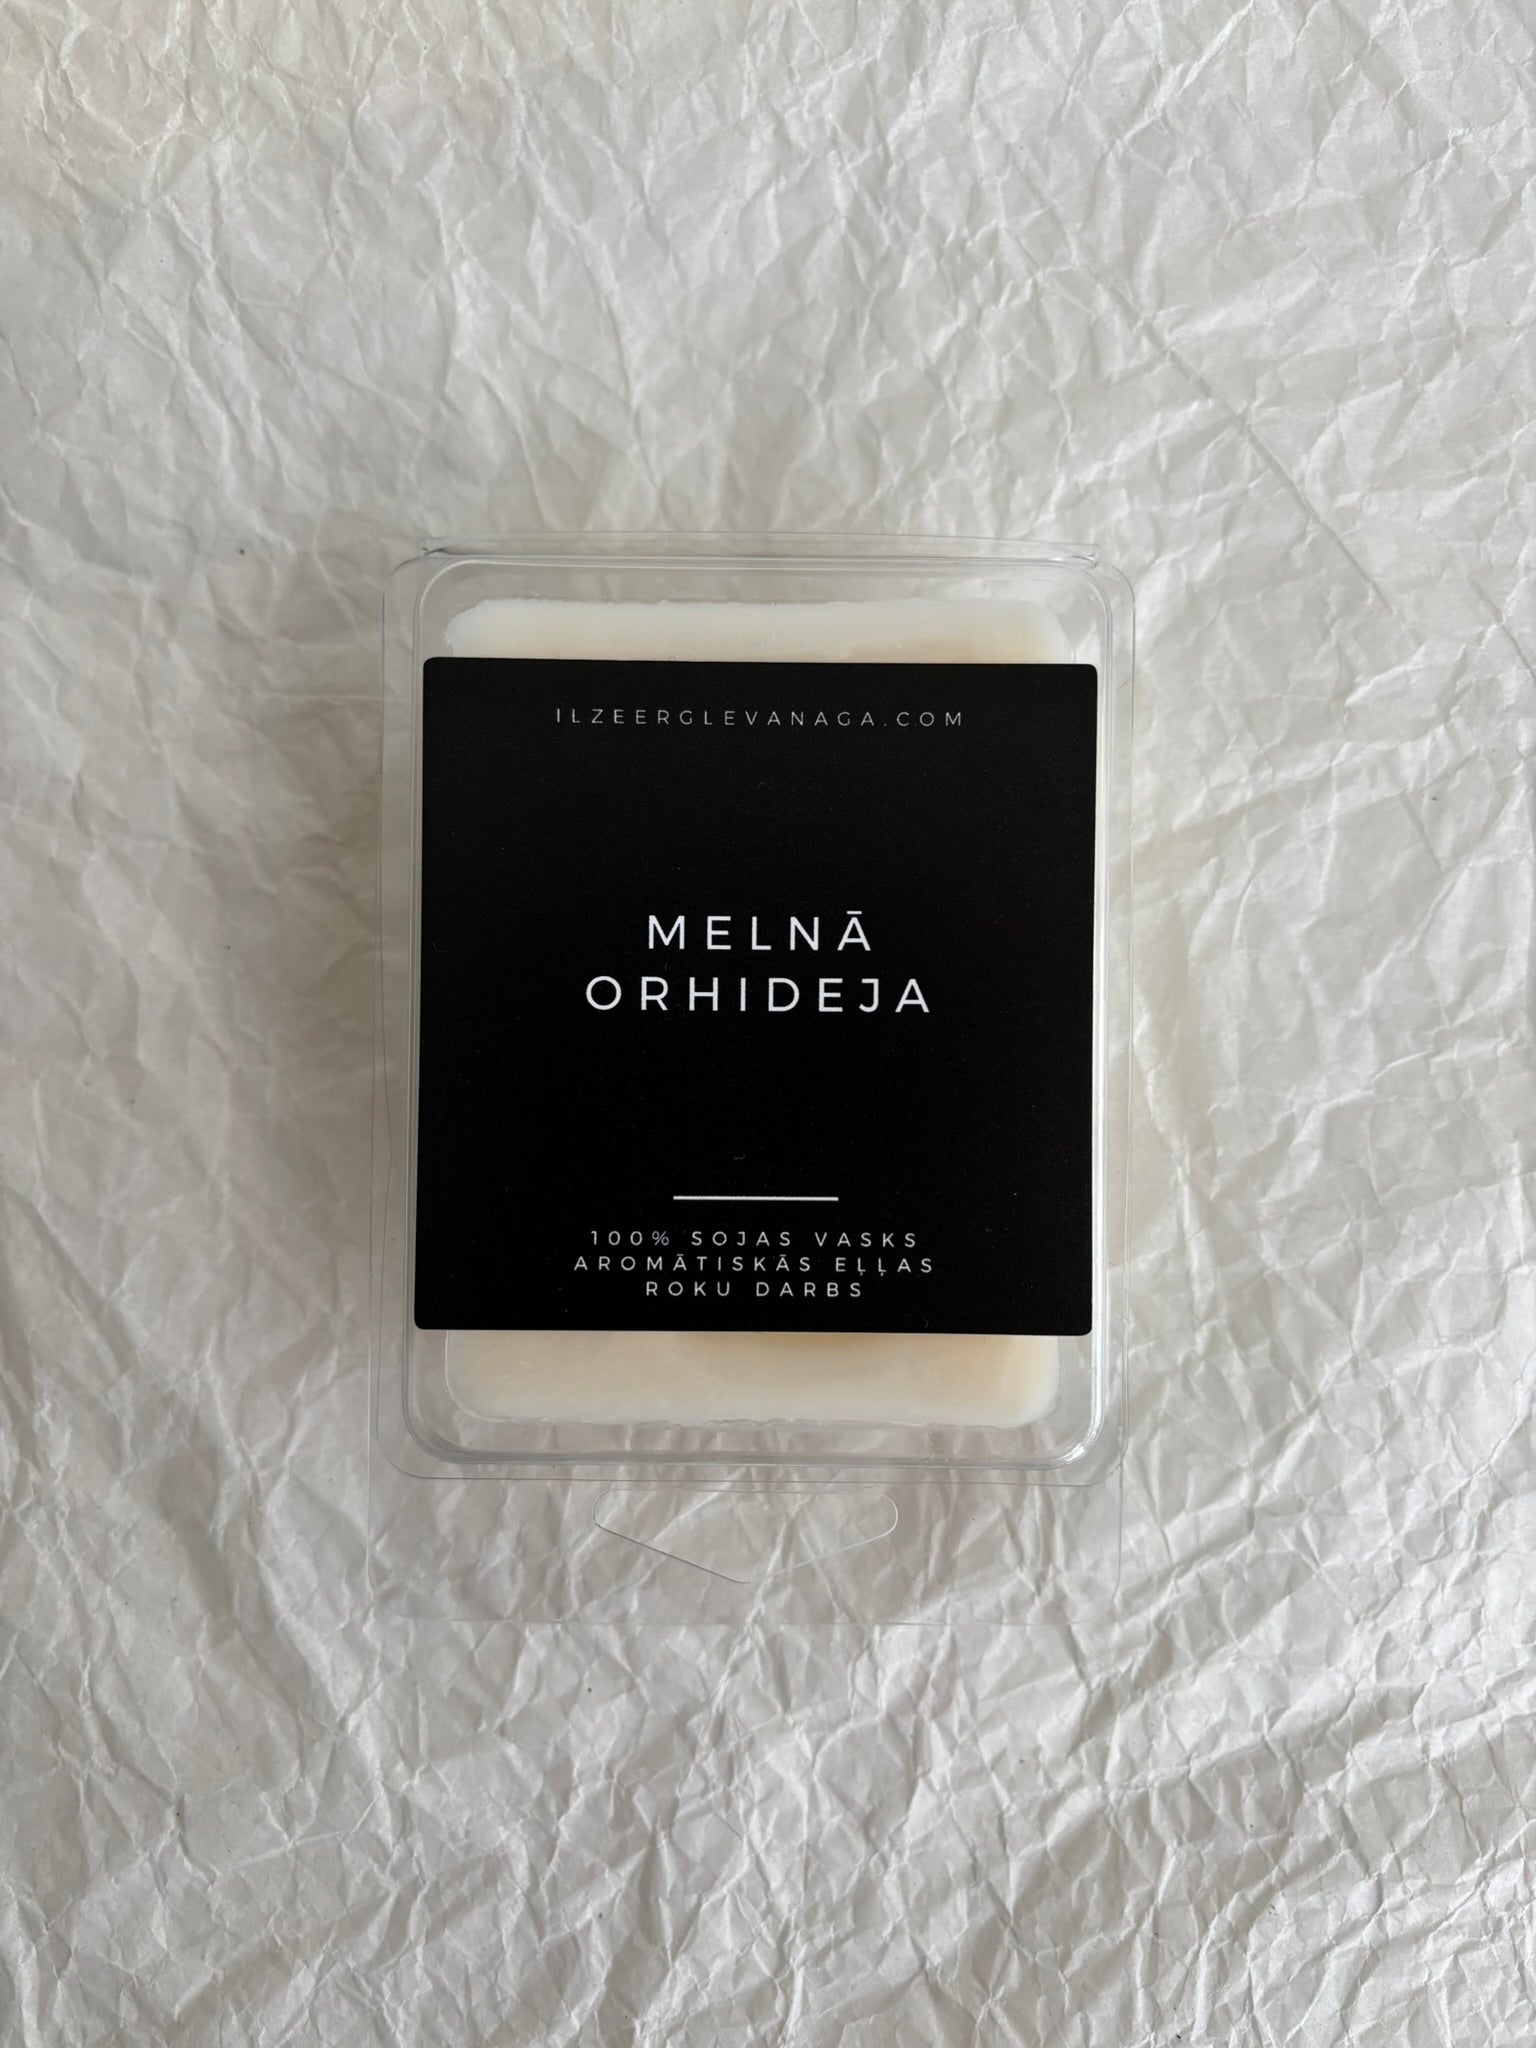 ILZEERGLEVANAGA.COM
MELNĀ
ORHIDEJA
100% SOJAS VASKS
AROMĀTISKĀS EĻĻAS
ROKU DARBS